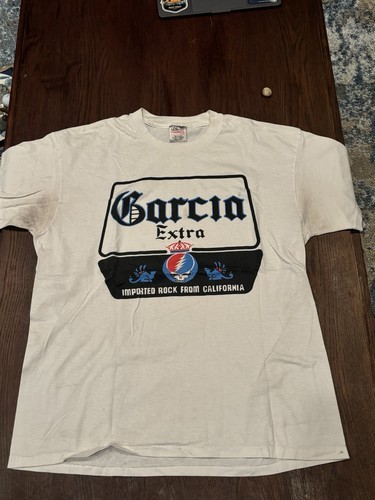 Garcia
Extra
IMPORTED ROCK FROM CALIFORNIA